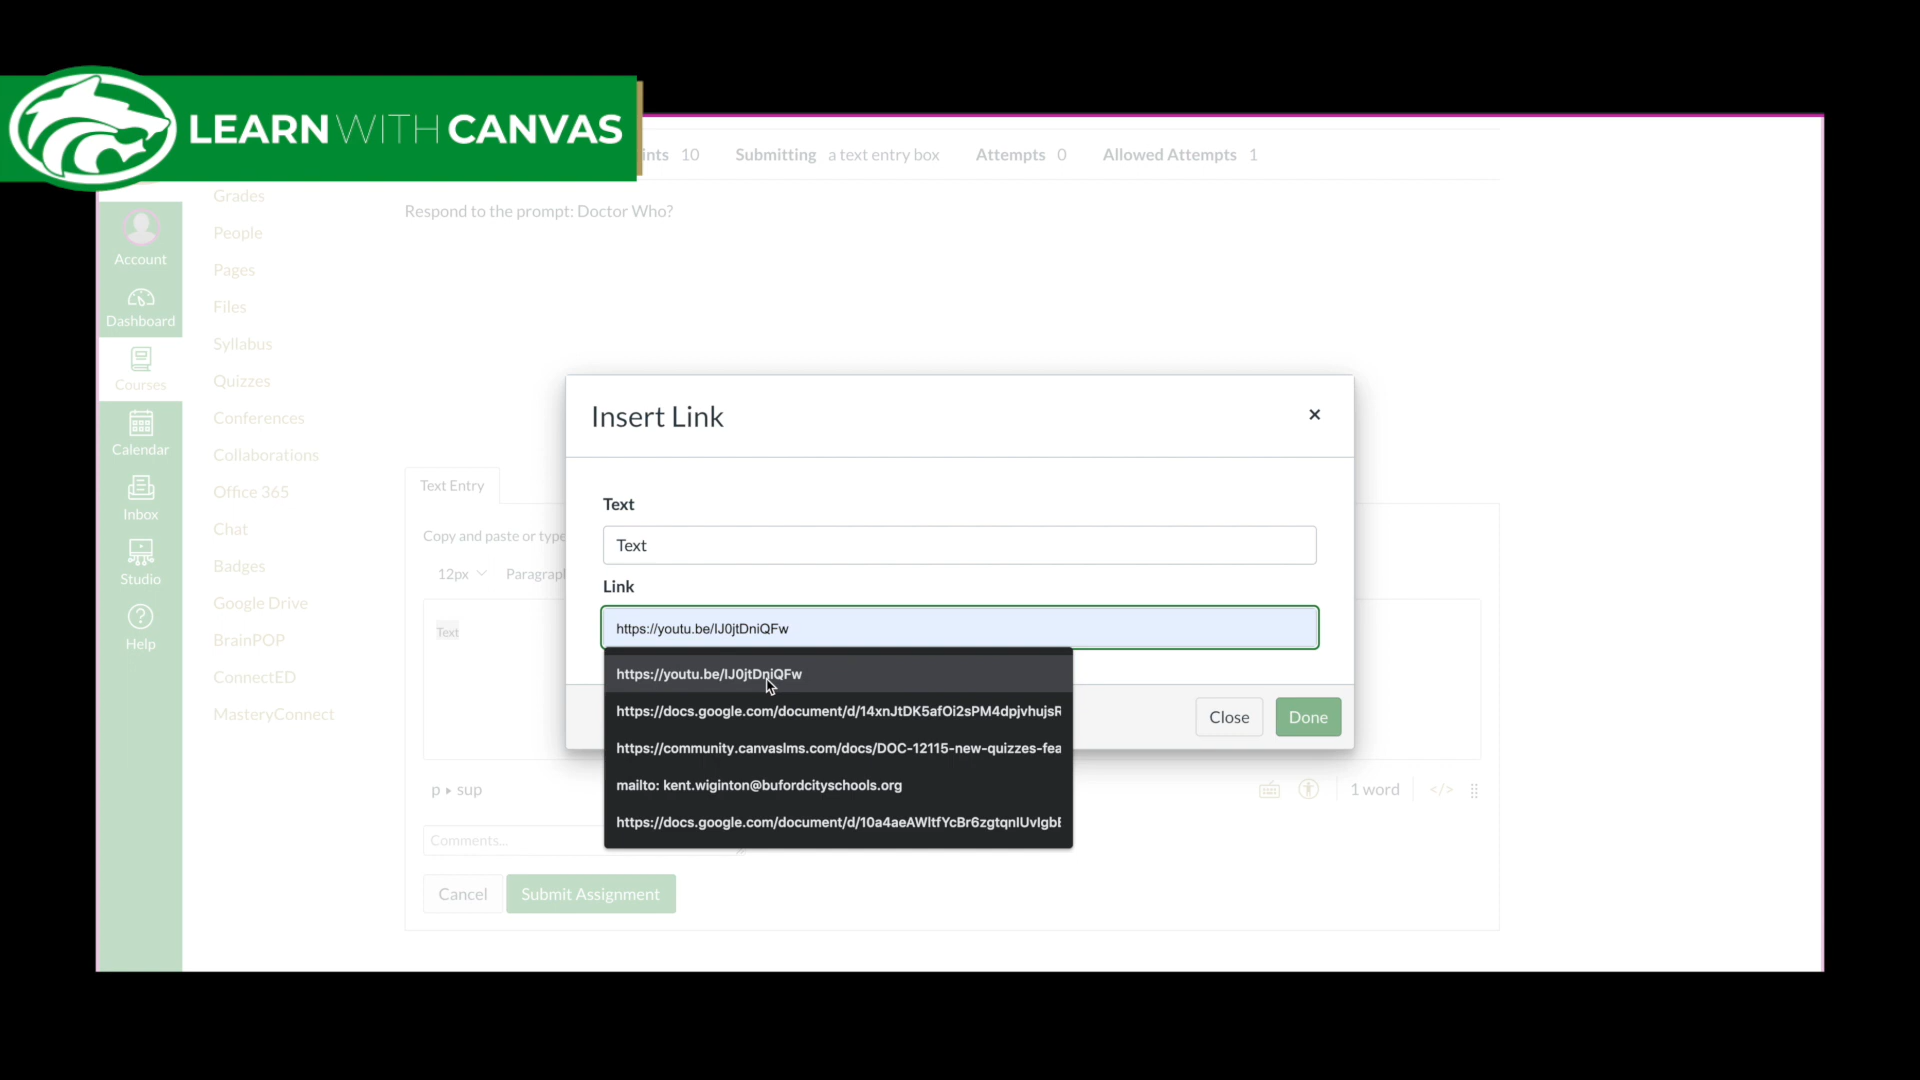 LEARN WITH CANVAS
ints 10 Submitting a text entry box Attempts 0 Allowed Attempts 1
Grades
People
Pages
Files
Syllabus
Quizzes
Conferences
Collaborations
Office 365
Chat
Badges
Google Drive
BrainPOP
ConnectED
MasteryConnect
Account
Dashboard
Courses
Calendar
Inbox
Studio
Help
Respond to the prompt: Doctor Who?
Text Entry
Copy and paste or type
12px Paragrap
Text
p ▸ sup
1 word </>
Comments...
Cancel Submit Assignment
Insert Link
Text
Text
Link
https://youtu.be/IJ0jtDniQFw
https://youtu.be/IJ0jtDniQFw
https://docs.google.com/document/d/14xnJtDK5afOi2sPM4dpjvhujsR
https://community.canvaslms.com/docs/DOC-12115-new-quizzes-fea
mailto: kent.wiginton@bufordcityschools.org
https://docs.google.com/document/d/10a4aeAWltfYcBr6zgtqnlUvIgbE
Close Done